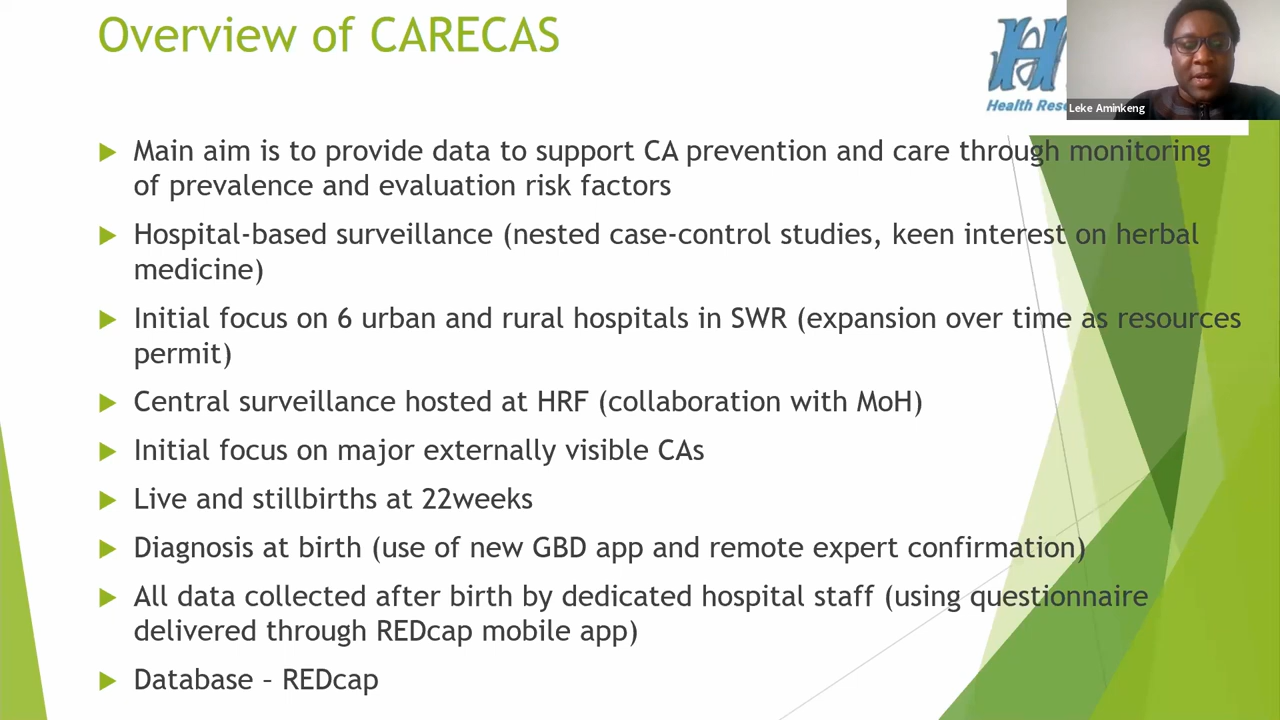 Overview of CARECAS
Health
Leke Aminkeng
Main aim is to provide data to support CA prevention and care through monitoring
of prevalence and evaluation risk factors
Hospital-based surveillance (nested case-control studies, keen interest on herbal
medicine)
Initial focus on 6 urban and rural hospitals in SWR (expansion over time as resources
permit)
Central surveillance hosted at HRF (collaboration with MoH)
Initial focus on major externally visible CAs
Live and stillbirths at 22weeks
Diagnosis at birth (use of new GBD app and remote expert confirmation)
All data collected after birth by dedicated hospital staff (using questionnaire
delivered through REDcap mobile app)
Database – REDcap